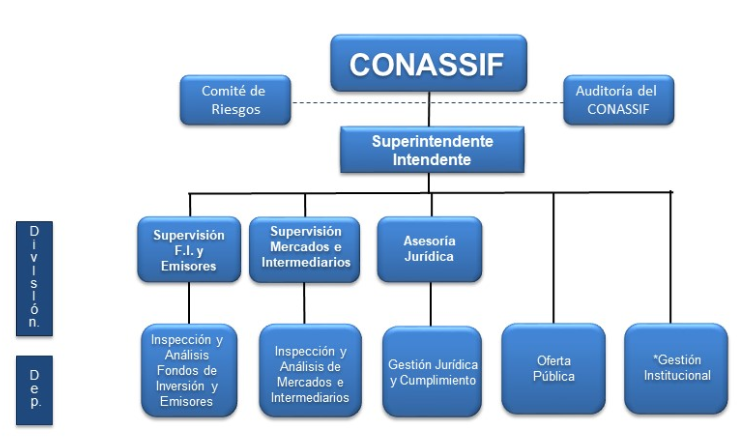 CONASSIF
Comité de
Riesgos
Auditoría del
CONASSIF
Superintendente
Intendente
D
i
v
I
s
I
ó
n.
Supervisión
F.I. y
Emisores
Supervisión
Mercados e
Intermediarios
Asesoría
Jurídica
D
e
p.
Inspección y
Análisis
Fondos de
Inversión y
Emisores
Inspección y
Análisis de
Mercados e
Intermediarios
Gestión Jurídica
y Cumplimiento
Oferta
Pública
*Gestión
Institucional